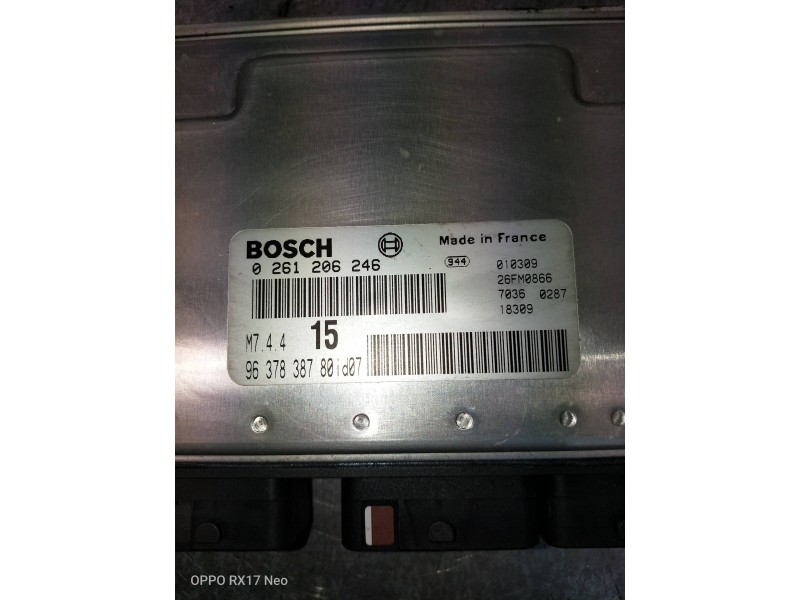 BOSCH
Made in France
0 261 206 246
944
010309
26FM0866
7036 0287
18309
M7.4.4
15
96 378 387 80id07
OPPO RX17 Neo